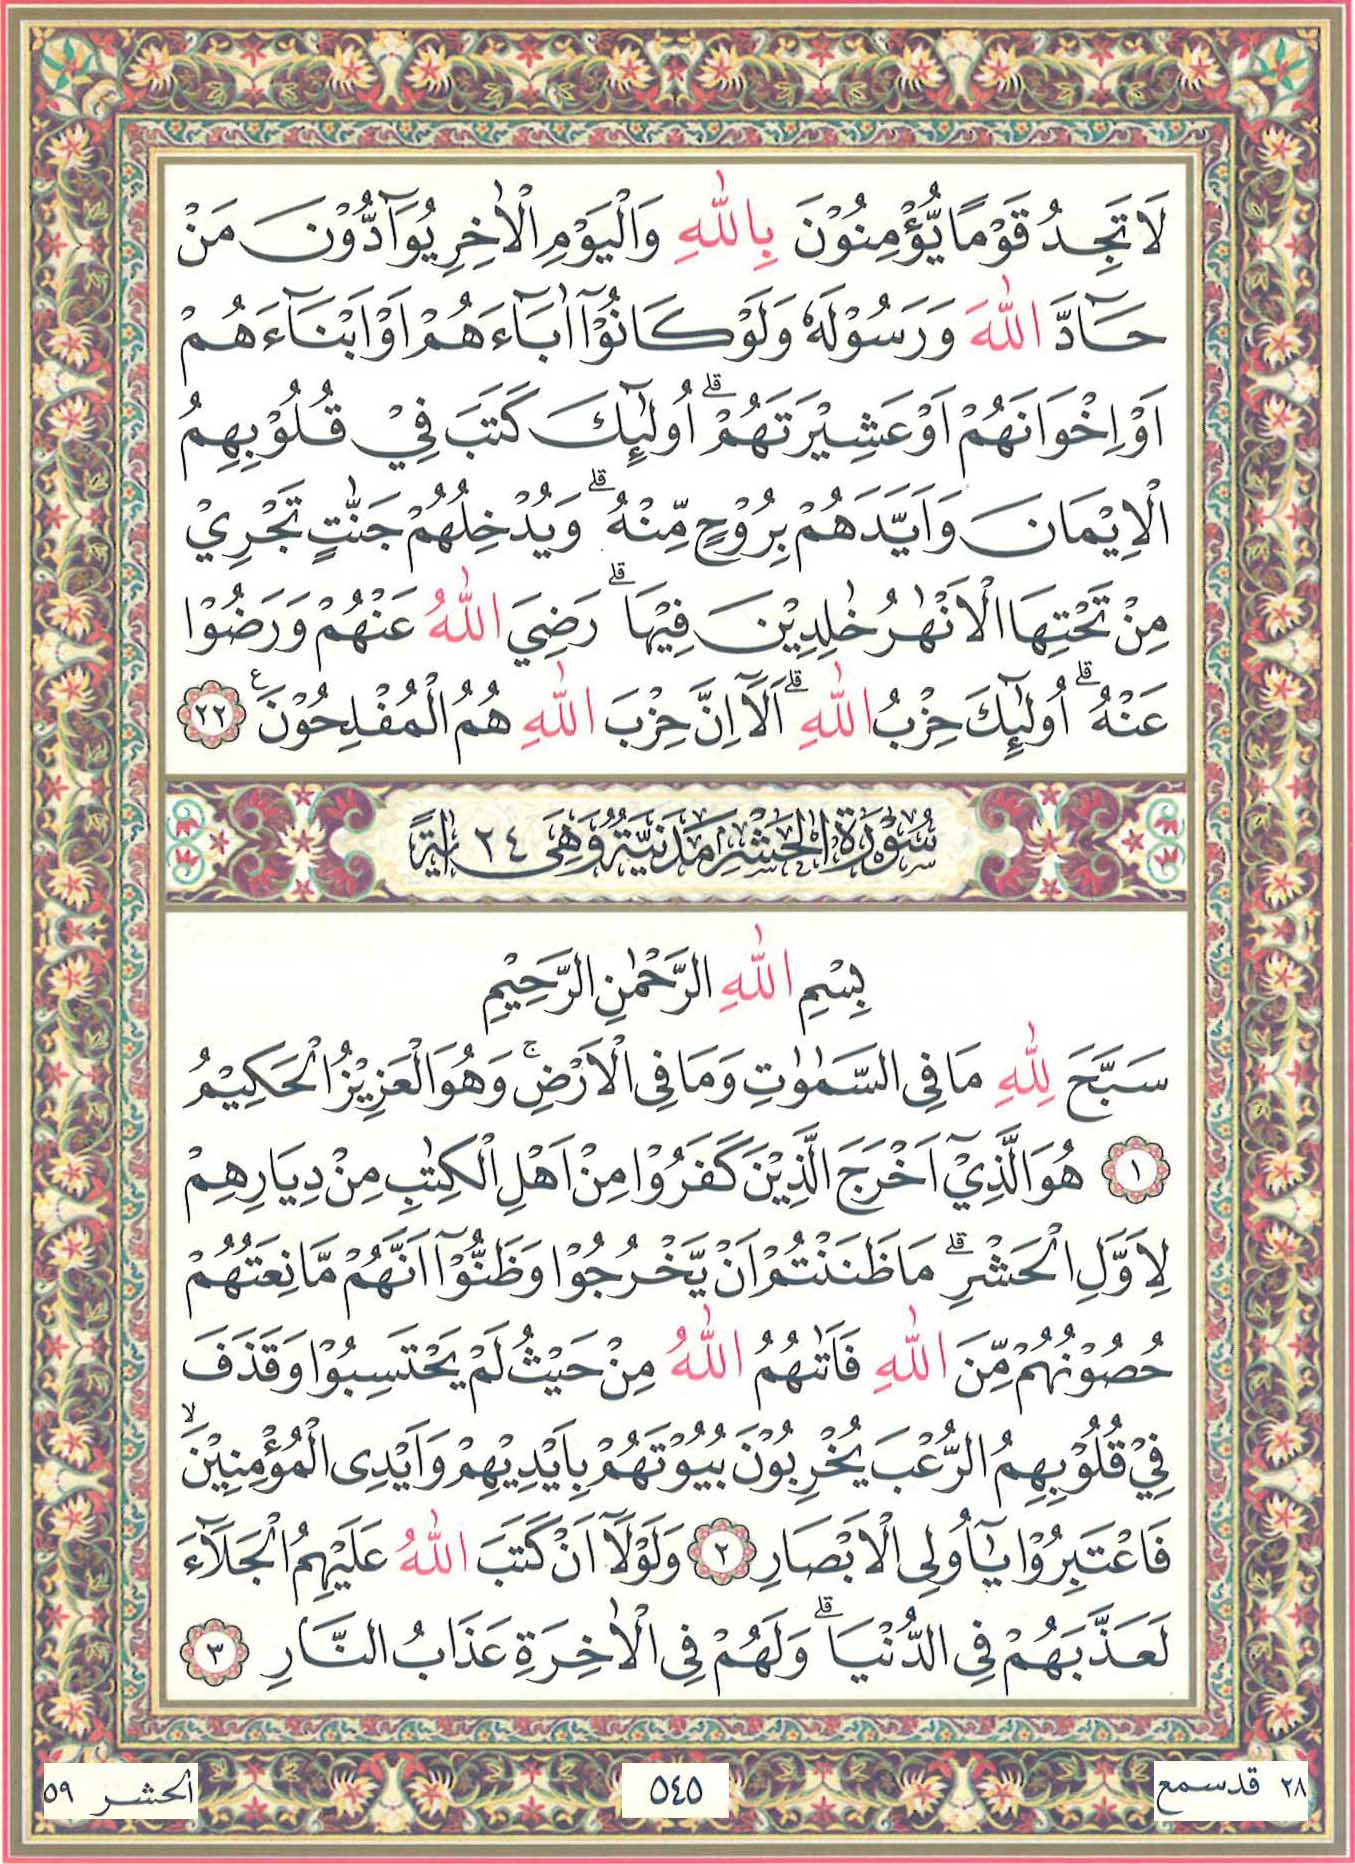 لَا تَجِدُ قَوْمًا يُّؤْمِنُوْنَ بِاللّٰهِ وَالْيَوْمِ الْاٰخِرِ يُوَآدُّوْنَ مَنْ
حَآدَّ اللّٰهَ وَرَسُوْلَهٗ وَلَوْ كَانُوْٓا اٰبَآءَهُمْ اَوْ اَبْنَآءَهُمْ
اَوْ اِخْوَانَهُمْ اَوْ عَشِيْرَتَهُمْ ۗ اُولٰٓئِكَ كَتَبَ فِيْ قُلُوْبِهِمُ
الْاِيْمَانَ وَاَيَّدَهُمْ بِرُوْحٍ مِّنْهُ ۗ وَيُدْخِلُهُمْ جَنّٰتٍ تَجْرِيْ
مِنْ تَحْتِهَا الْاَنْهٰرُ خٰلِدِيْنَ فِيْهَا ۗ رَضِيَ اللّٰهُ عَنْهُمْ وَرَضُوْا
عَنْهُ ۗ اُولٰٓئِكَ حِزْبُ اللّٰهِ ۗ اَلَآ اِنَّ حِزْبَ اللّٰهِ هُمُ الْمُفْلِحُوْنَ ࣖ ٢٢
سُوْرَةُ الْحَشْرِ مَدَنِيَّةٌ وَهِيَ ٢٤ اٰيَةً
بِسْمِ اللّٰهِ الرَّحْمٰنِ الرَّحِيْمِ
سَبَّحَ لِلّٰهِ مَا فِى السَّمٰوٰتِ وَمَا فِى الْاَرْضِ ۚ وَهُوَ الْعَزِيْزُ الْحَكِيْمُ
١ هُوَ الَّذِيْٓ اَخْرَجَ الَّذِيْنَ كَفَرُوْا مِنْ اَهْلِ الْكِتٰبِ مِنْ دِيَارِهِمْ
لِاَوَّلِ الْحَشْرِ ۗ مَا ظَنَنْتُمْ اَنْ يَّخْرُجُوْا وَظَنُّوْٓا اَنَّهُمْ مَّانِعَتُهُمْ
حُصُوْنُهُمْ مِّنَ اللّٰهِ فَاَتٰىهُمُ اللّٰهُ مِنْ حَيْثُ لَمْ يَحْتَسِبُوْا وَقَذَفَ
فِيْ قُلُوْبِهِمُ الرُّعْبَ يُخْرِبُوْنَ بُيُوْتَهُمْ بِاَيْدِيْهِمْ وَاَيْدِى الْمُؤْمِنِيْنَۙ
فَاعْتَبِرُوْا يٰٓاُولِى الْاَبْصَارِ ٢ وَلَوْلَآ اَنْ كَتَبَ اللّٰهُ عَلَيْهِمُ الْجَلَاۤءَ
لَعَذَّبَهُمْ فِى الدُّنْيَا ۗ وَلَهُمْ فِى الْاٰخِرَةِ عَذَابُ النَّارِ ٣
٢٨ قدسمع
٥٤٥
الحشر ٥٩